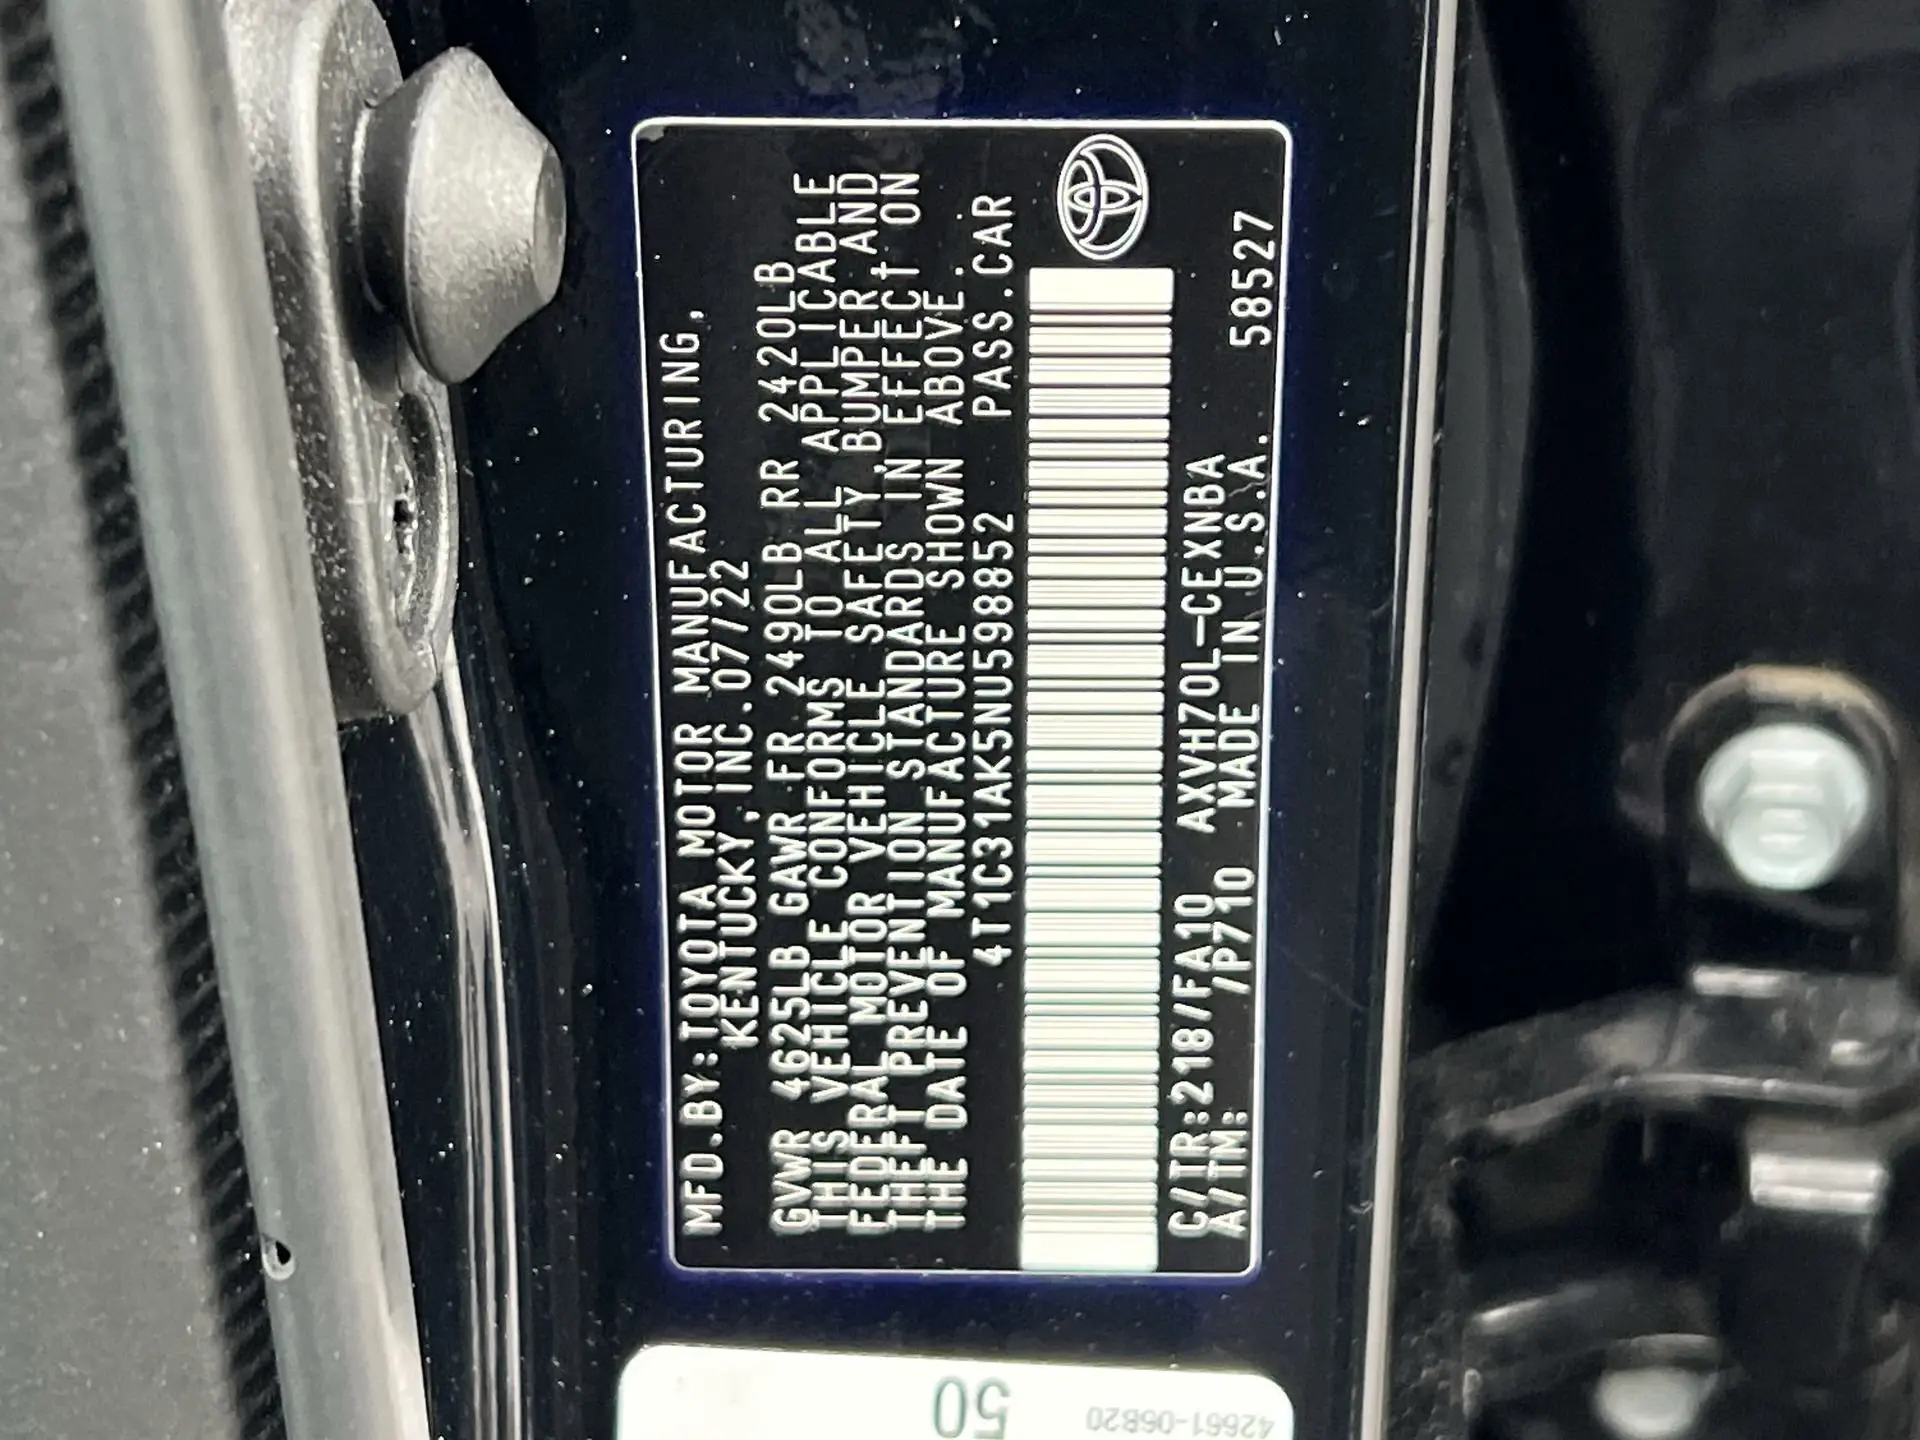 MFD.BY:TOYOTA MOTOR MANUFACTURING,
KENTUCKY,INC.07/22
GVWR 4625LB GAWR FR 2490LB RR 2420LB
THIS VEHICLE CONFORMS TO ALL APPLICABLE
FEDERAL MOTOR VEHICLE SAFETY,BUMPER,AND
THEFT PREVENTION STANDARDS IN EFFECT ON
THE DATE OF MANUFACTURE SHOWN ABOVE.
4T1C31AK5NU598852 PASS.CAR
C/TR:218/FA10 AXVH70L-CEXNBA
A/TM: /P710 MADE IN U.S.A. 58527
50 42661-06B20